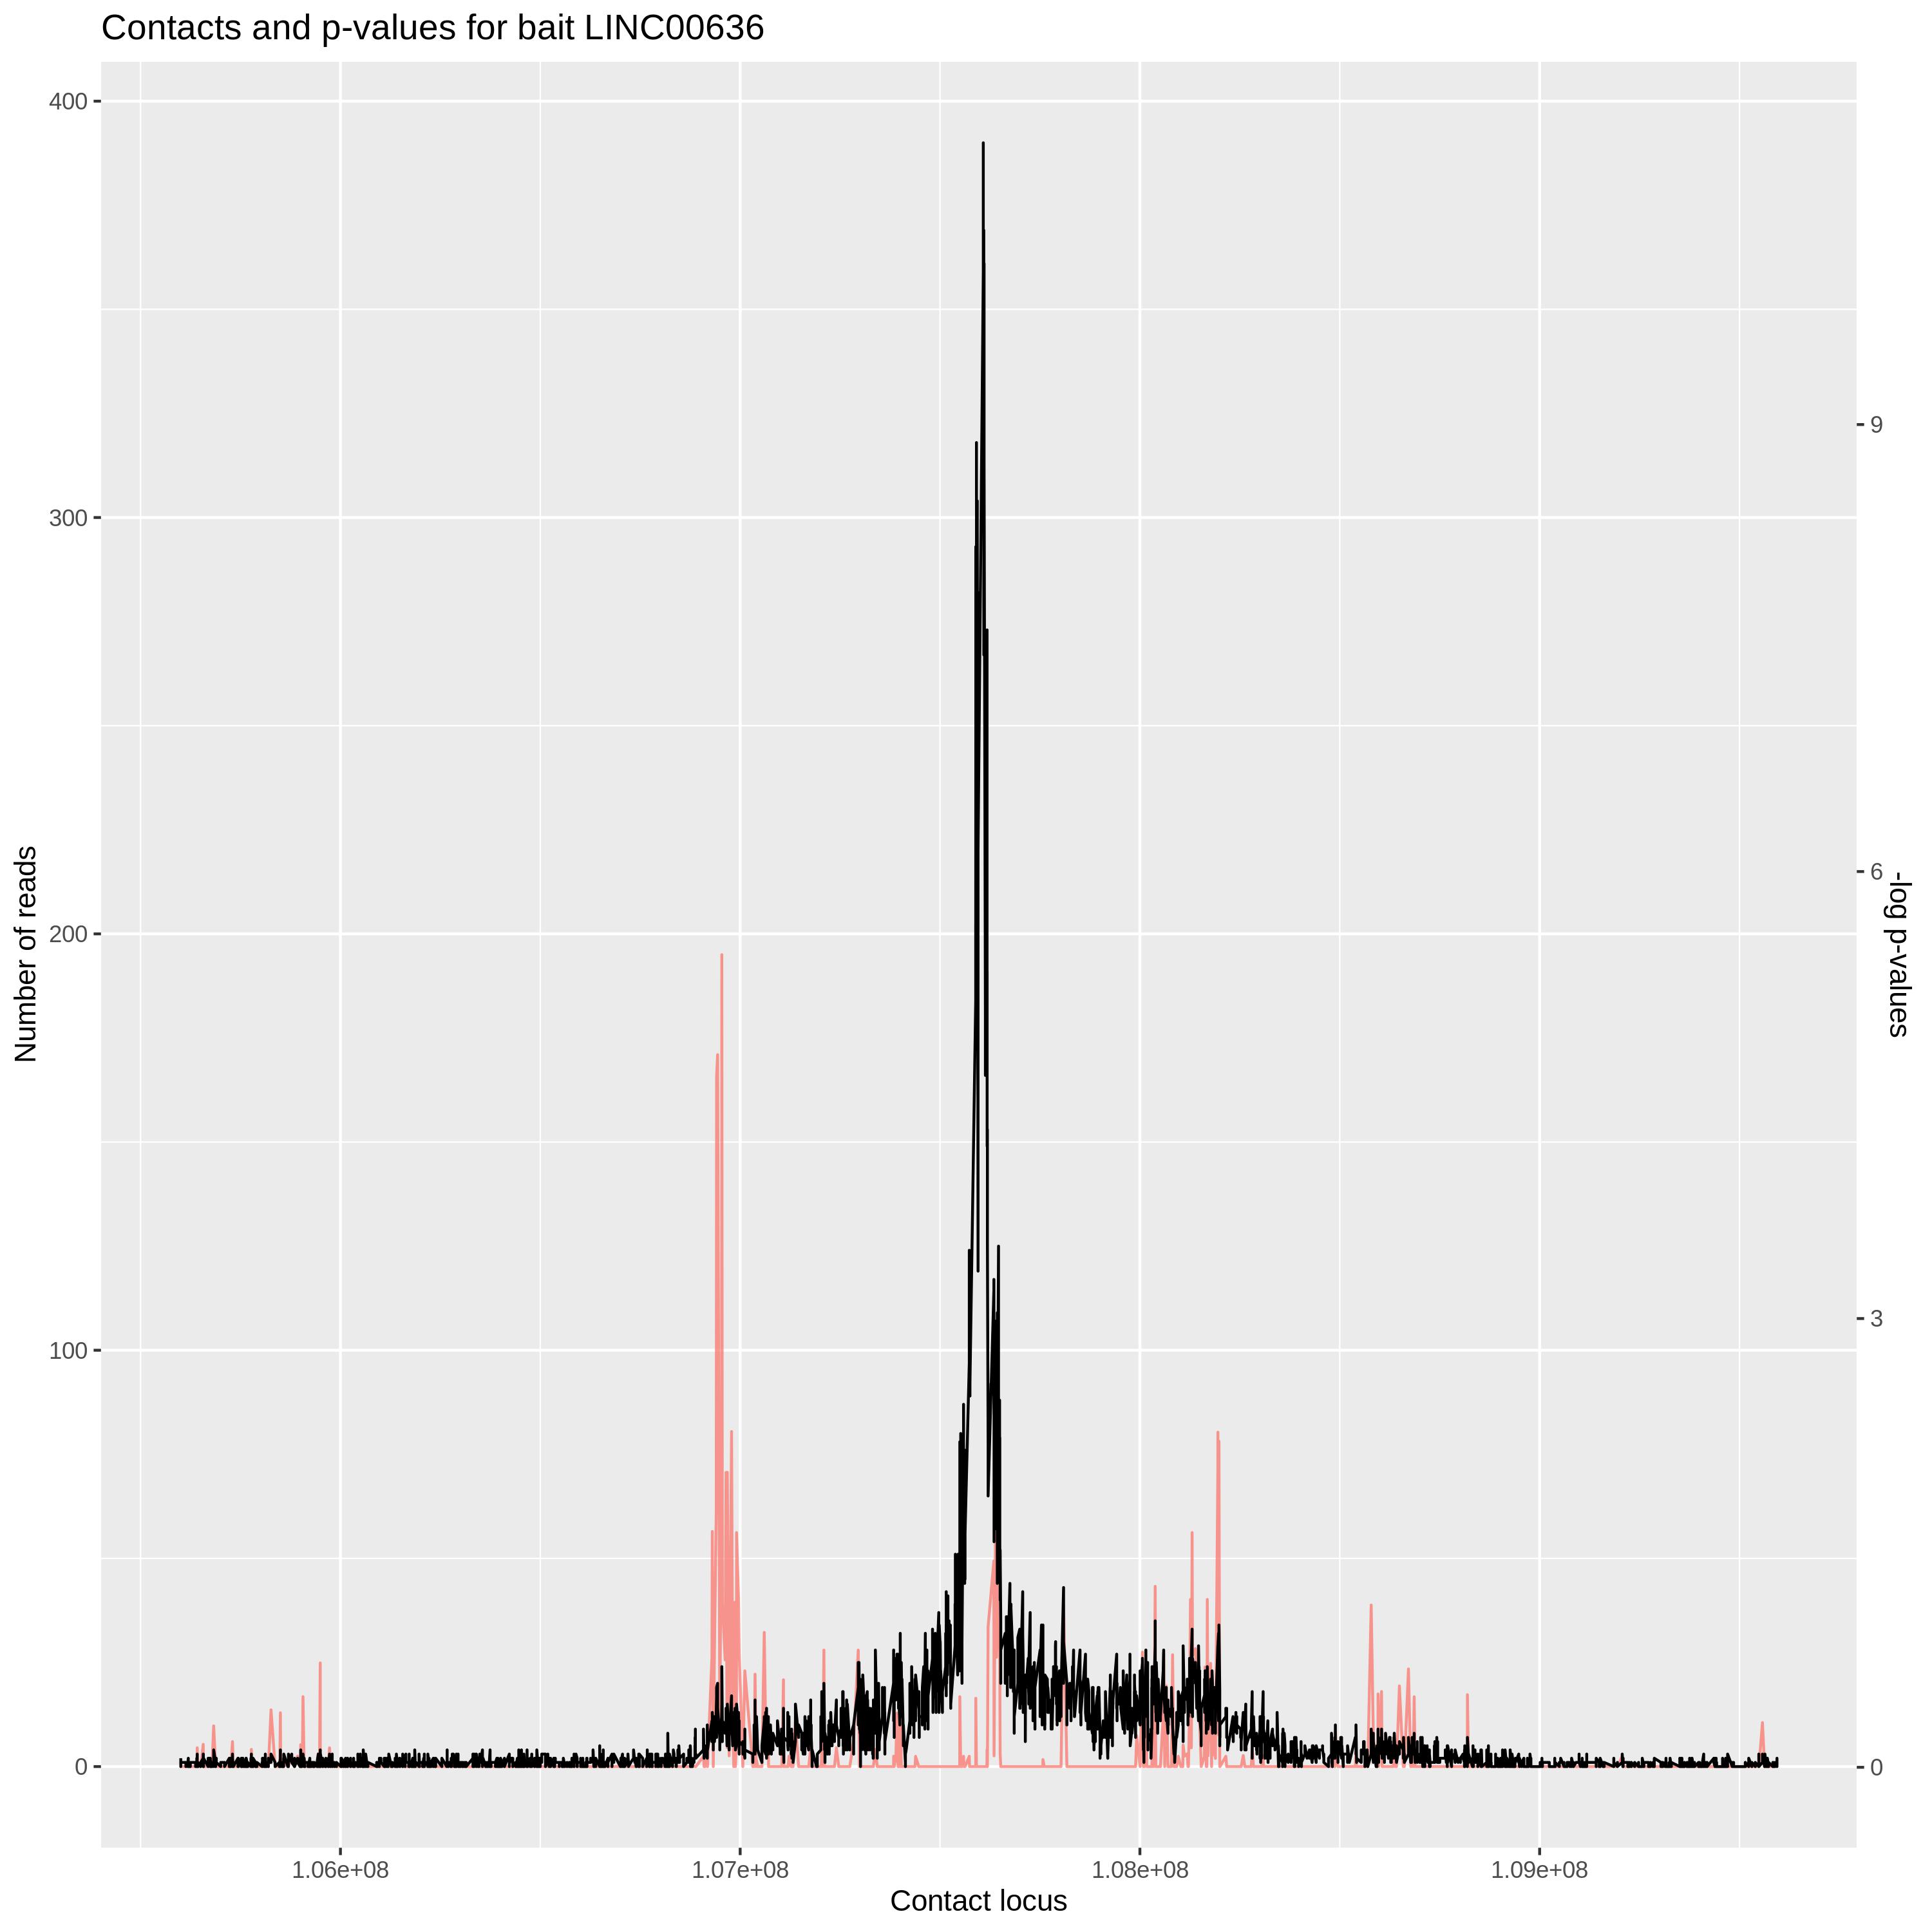 Contacts and p-values for bait LINC00636
400
300
200
100
0
Number of reads
9
6
3
0
-log p-values
1.06e+08
1.07e+08
1.08e+08
1.09e+08
Contact locus